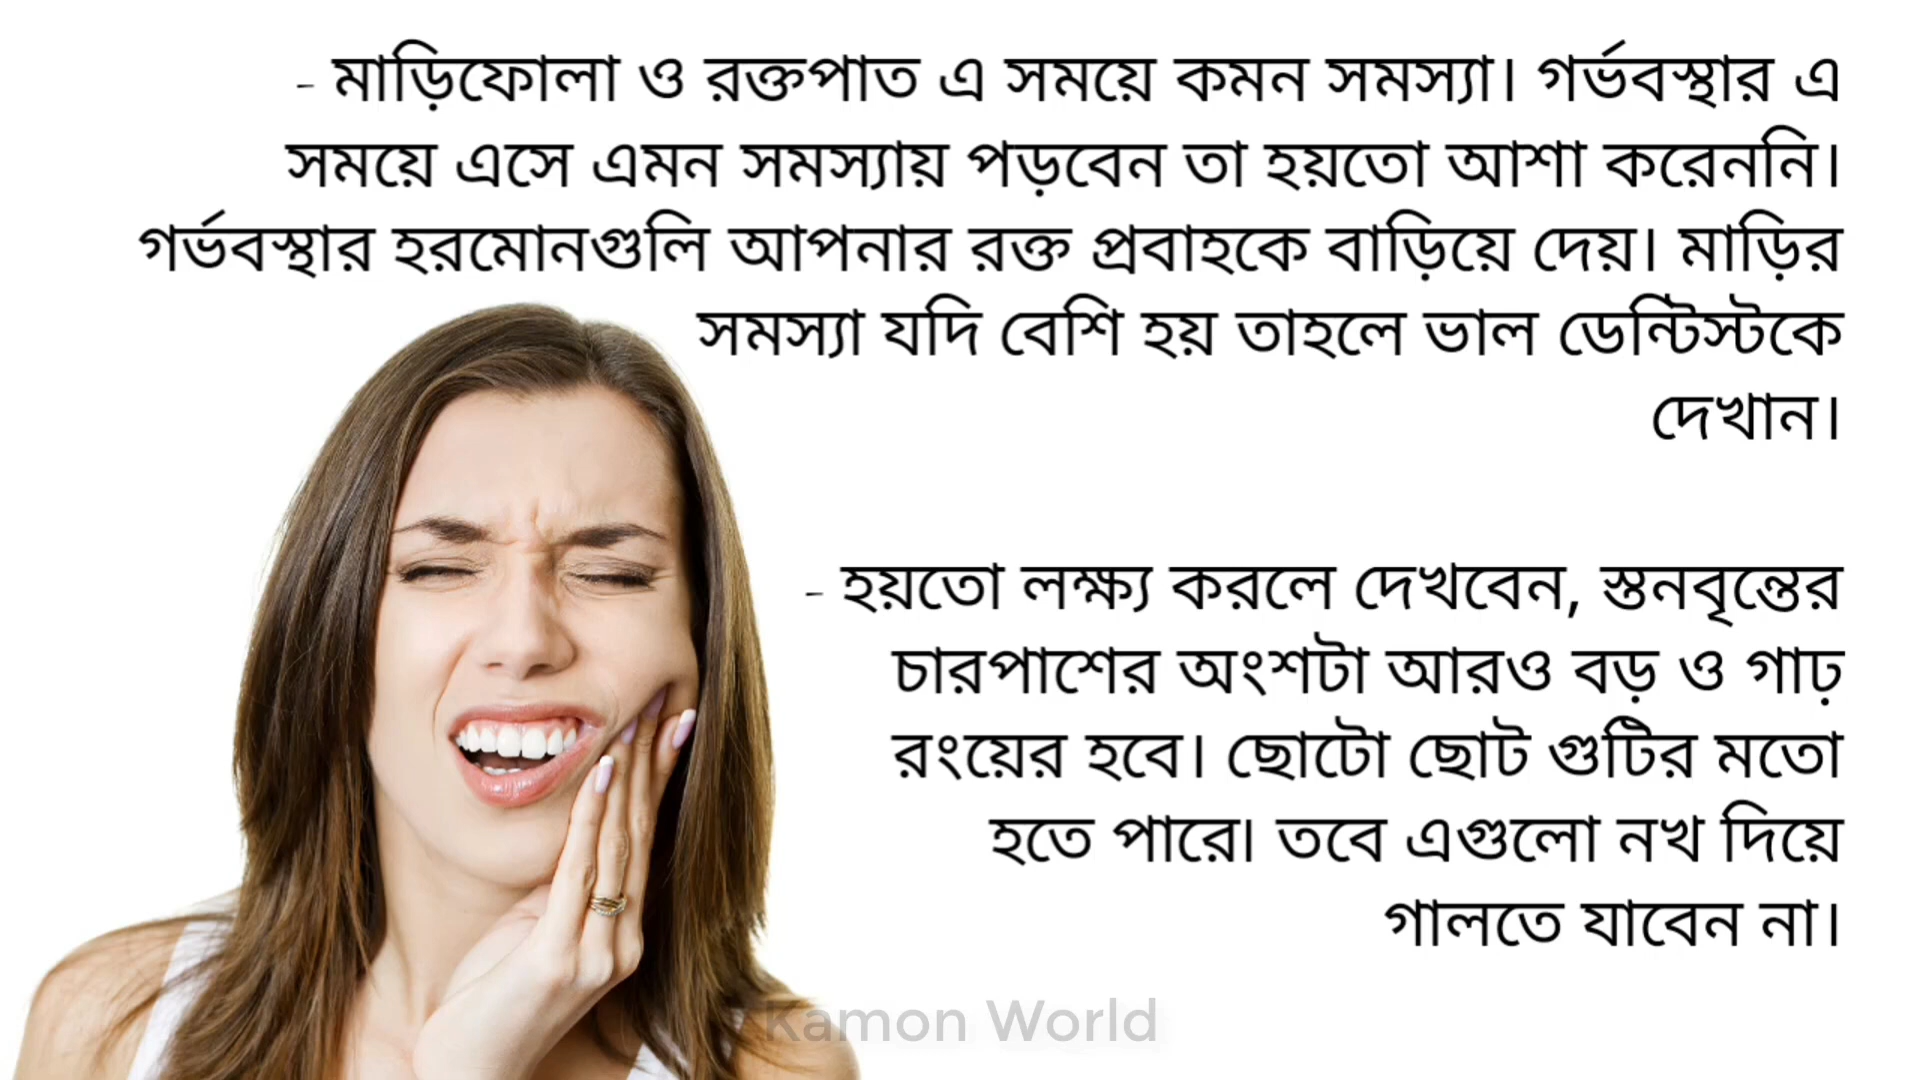 - মাড়িফোলা ও রক্তপাত এ সময়ে কমন সমস্যা। গর্ভবস্থার এ
সময়ে এসে এমন সমস্যায় পড়বেন তা হয়তো আশা করেননি।
গর্ভবস্থার হরমোনগুলি আপনার রক্ত প্রবাহকে বাড়িয়ে দেয়। মাড়ির
সমস্যা যদি বেশি হয় তাহলে ভাল ডেন্টিস্টকে
দেখান।
- হয়তো লক্ষ্য করলে দেখবেন, স্তনবৃন্তের
চারপাশের অংশটা আরও বড় ও গাঢ়
রংয়ের হবে। ছোটো ছোট গুটির মতো
হতে পারে। তবে এগুলো নখ দিয়ে
গালতে যাবেন না।
Kamon World